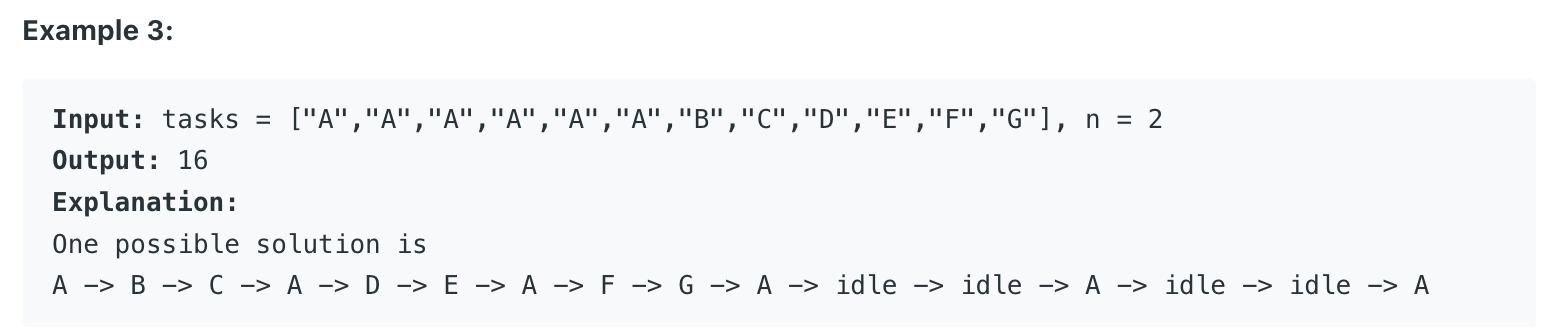 Example 3:
Input: tasks = ["A","A","A","A","A","A","B","C","D","E","F","G"], n = 2
Output: 16
Explanation:
One possible solution is
A -> B -> C -> A -> D -> E -> A -> F -> G -> A -> idle -> idle -> A -> idle -> idle -> A